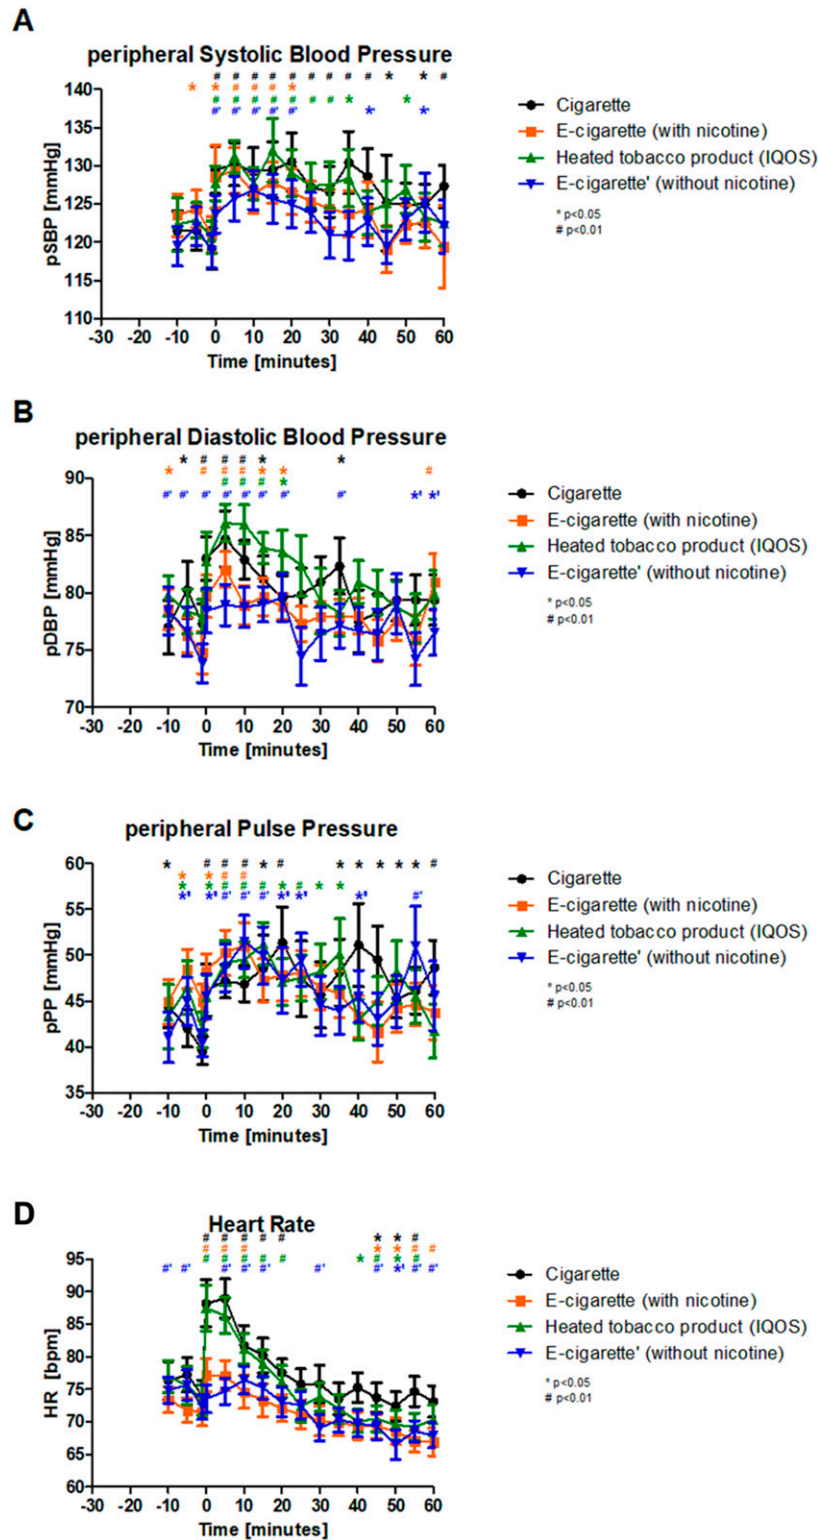 A
peripheral Systolic Blood Pressure
# # # # # # # # # * * #
* * # # # *
# # # # # # # * *
#' #' #' #' #' *' *'
140
135
130
125
120
115
110
pSBP [mmHg]
-30 -20 -10 0 10 20 30 40 50 60
Time [minutes]
Cigarette
E-cigarette (with nicotine)
Heated tobacco product (IQOS)
E-cigarette' (without nicotine)
* p<0.05
# p<0.01
B
peripheral Diastolic Blood Pressure
* # # # * *
* # # # * * #
# # # *
#' #' #' #' #' #' #' #' *' *'
90
85
80
75
70
pDBP [mmHg]
-30 -20 -10 0 10 20 30 40 50 60
Time [minutes]
Cigarette
E-cigarette (with nicotine)
Heated tobacco product (IQOS)
E-cigarette' (without nicotine)
* p<0.05
# p<0.01
C
peripheral Pulse Pressure
* # # # * # * * * * * #
* * # #
* * # # # * # * *
*' *' #' #' #' *' *' *' #'
60
55
50
45
40
35
pPP [mmHg]
-30 -20 -10 0 10 20 30 40 50 60
Time [minutes]
Cigarette
E-cigarette (with nicotine)
Heated tobacco product (IQOS)
E-cigarette' (without nicotine)
* p<0.05
# p<0.01
D
Heart Rate
# # # # # * * #
# # # * * # #
# # # # # * # * #
#' #' #' #' #' #' #' *' #' #'
95
90
85
80
75
70
65
60
HR [bpm]
-30 -20 -10 0 10 20 30 40 50 60
Time [minutes]
Cigarette
E-cigarette (with nicotine)
Heated tobacco product (IQOS)
E-cigarette' (without nicotine)
* p<0.05
# p<0.01